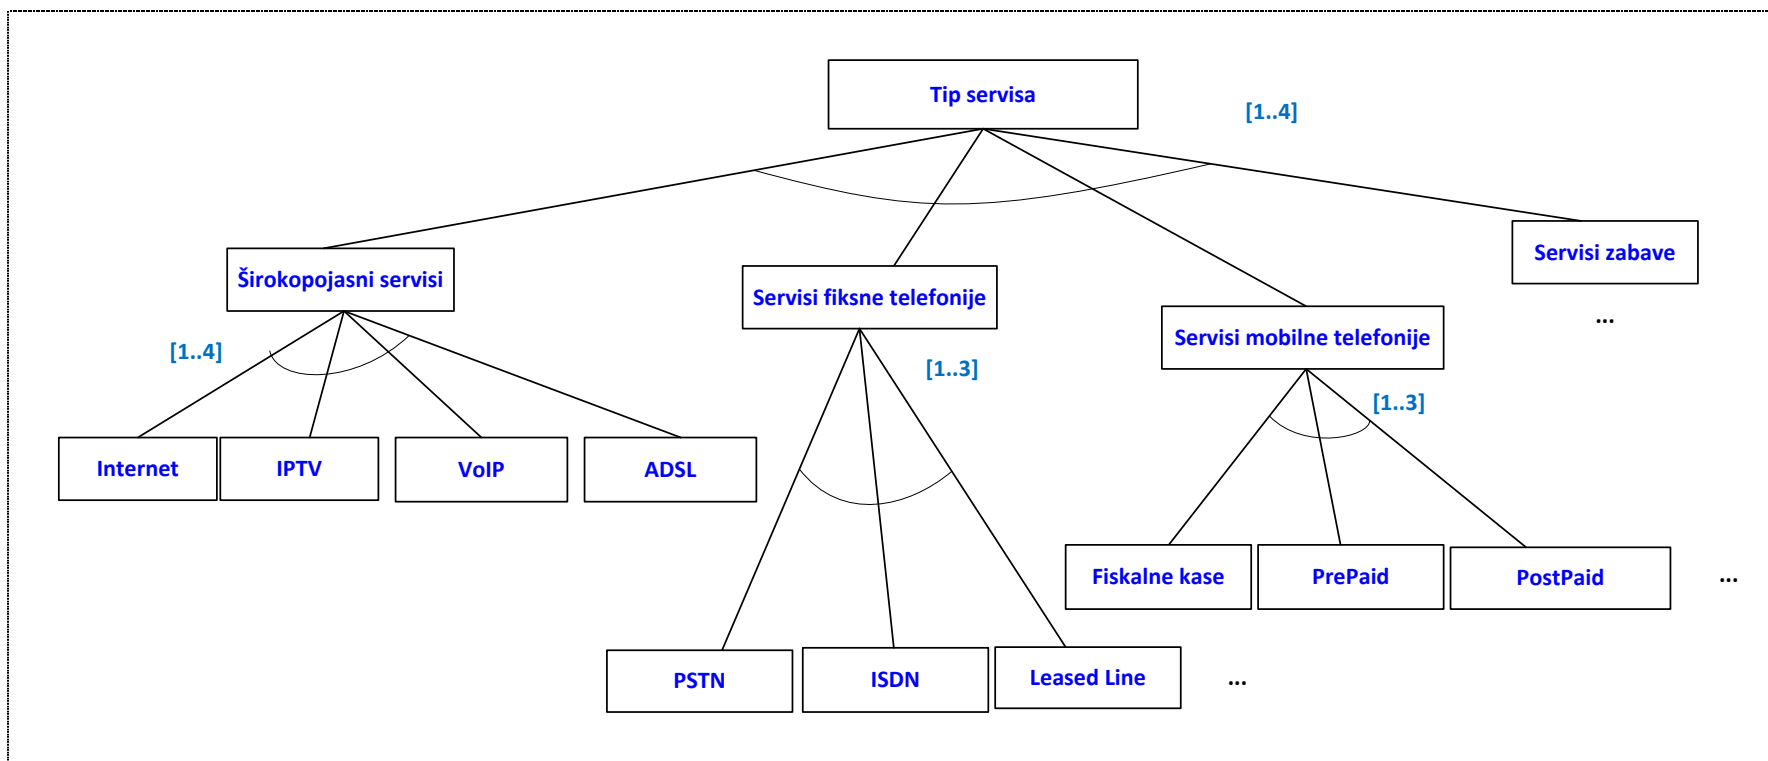 Tip servisa
[1..4]
Širokopojasni servisi
Servisi fiksne telefonije
Servisi zabave
...
Servisi mobilne telefonije
[1..4]
[1..3]
[1..3]
Internet
IPTV
VoIP
ADSL
Fiskalne kase
PrePaid
PostPaid
...
PSTN
ISDN
Leased Line
...